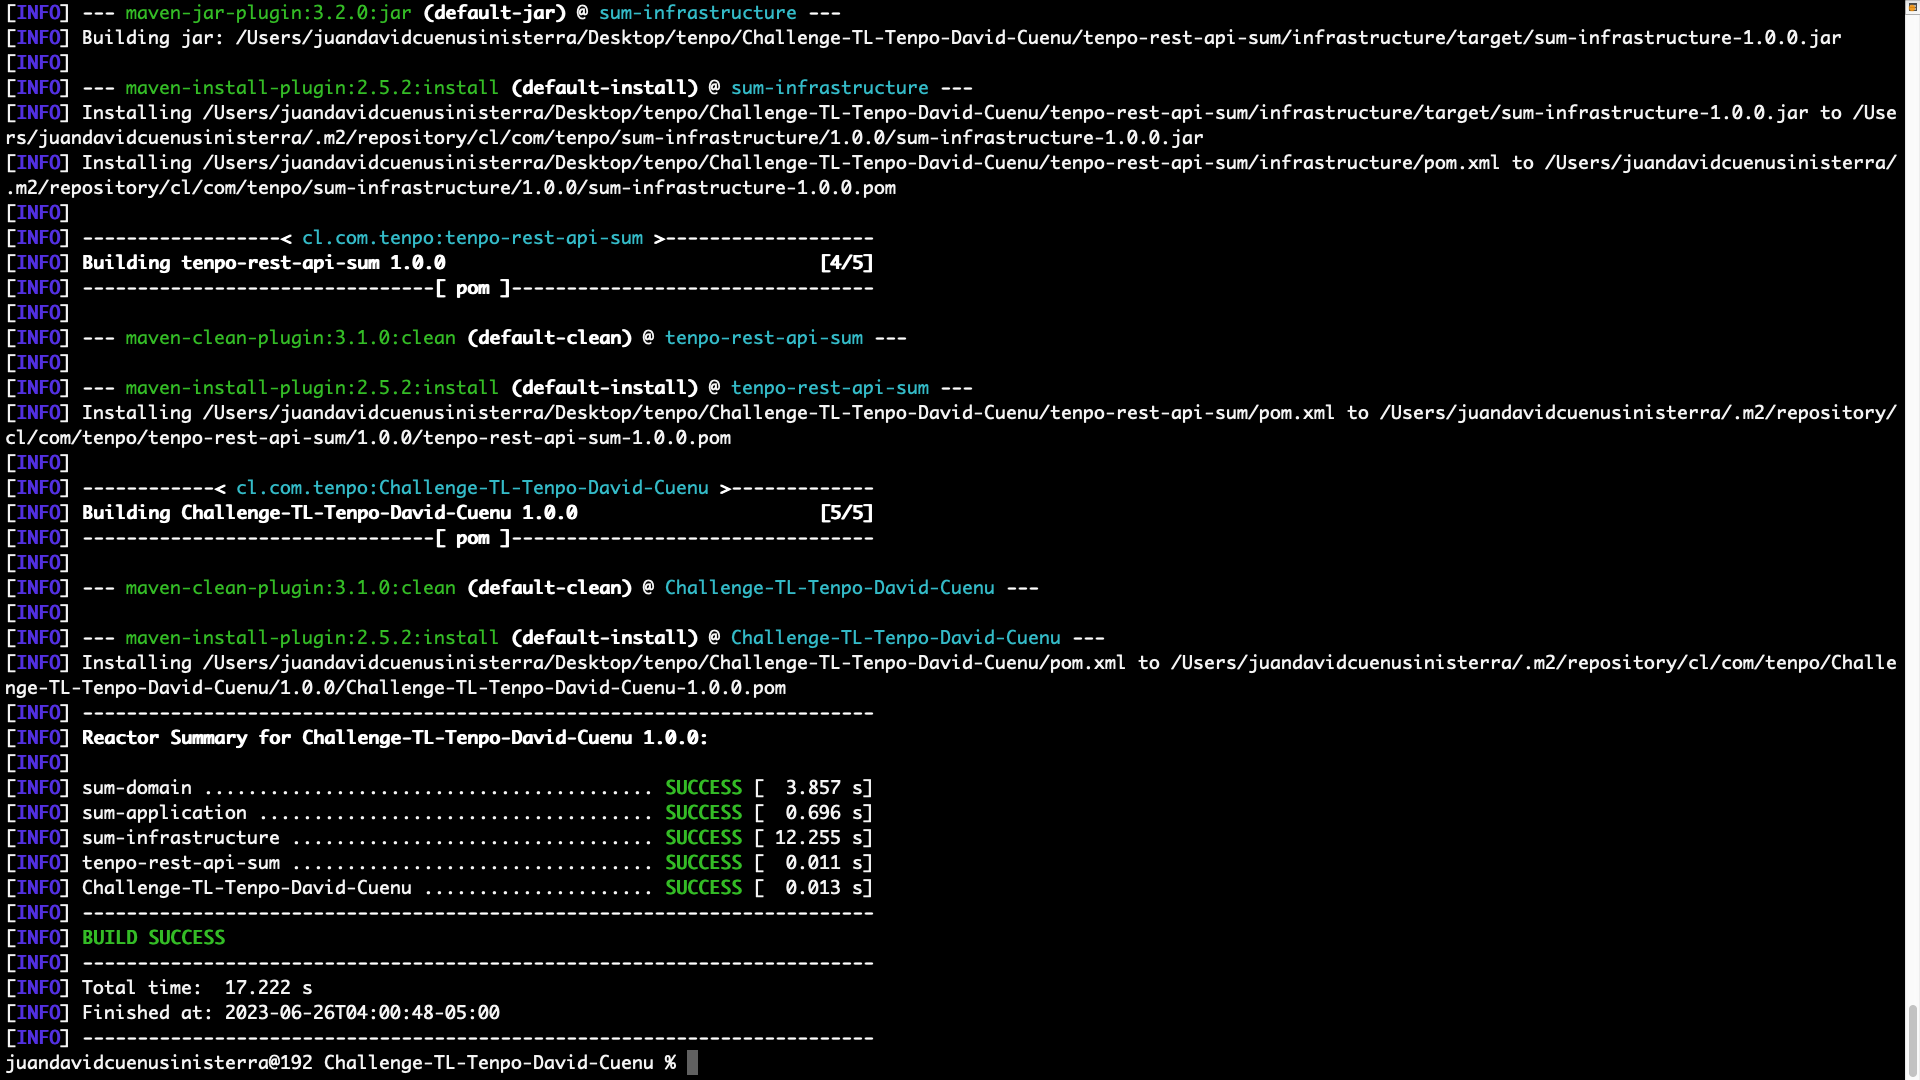 [INFO] --- maven-jar-plugin:3.2.0:jar (default-jar) @ sum-infrastructure ---
[INFO] Building jar: /Users/juandavidcuenusinisterra/Desktop/tenpo/Challenge-TL-Tenpo-David-Cuenu/tenpo-rest-api-sum/infrastructure/target/sum-infrastructure-1.0.0.jar
[INFO]
[INFO] --- maven-install-plugin:2.5.2:install (default-install) @ sum-infrastructure ---
[INFO] Installing /Users/juandavidcuenusinisterra/Desktop/tenpo/Challenge-TL-Tenpo-David-Cuenu/tenpo-rest-api-sum/infrastructure/target/sum-infrastructure-1.0.0.jar to /Use
rs/juandavidcuenusinisterra/.m2/repository/cl/com/tenpo/sum-infrastructure/1.0.0/sum-infrastructure-1.0.0.jar
[INFO] Installing /Users/juandavidcuenusinisterra/Desktop/tenpo/Challenge-TL-Tenpo-David-Cuenu/tenpo-rest-api-sum/infrastructure/pom.xml to /Users/juandavidcuenusinisterra/
.m2/repository/cl/com/tenpo/sum-infrastructure/1.0.0/sum-infrastructure-1.0.0.pom
[INFO]
[INFO] ------------------< cl.com.tenpo:tenpo-rest-api-sum >-------------------
[INFO] Building tenpo-rest-api-sum 1.0.0                                  [4/5]
[INFO] --------------------------------[ pom ]---------------------------------
[INFO]
[INFO] --- maven-clean-plugin:3.1.0:clean (default-clean) @ tenpo-rest-api-sum ---
[INFO]
[INFO] --- maven-install-plugin:2.5.2:install (default-install) @ tenpo-rest-api-sum ---
[INFO] Installing /Users/juandavidcuenusinisterra/Desktop/tenpo/Challenge-TL-Tenpo-David-Cuenu/tenpo-rest-api-sum/pom.xml to /Users/juandavidcuenusinisterra/.m2/repository/
cl/com/tenpo/tenpo-rest-api-sum/1.0.0/tenpo-rest-api-sum-1.0.0.pom
[INFO]
[INFO] ------------< cl.com.tenpo:Challenge-TL-Tenpo-David-Cuenu >-------------
[INFO] Building Challenge-TL-Tenpo-David-Cuenu 1.0.0                      [5/5]
[INFO] --------------------------------[ pom ]---------------------------------
[INFO]
[INFO] --- maven-clean-plugin:3.1.0:clean (default-clean) @ Challenge-TL-Tenpo-David-Cuenu ---
[INFO]
[INFO] --- maven-install-plugin:2.5.2:install (default-install) @ Challenge-TL-Tenpo-David-Cuenu ---
[INFO] Installing /Users/juandavidcuenusinisterra/Desktop/tenpo/Challenge-TL-Tenpo-David-Cuenu/pom.xml to /Users/juandavidcuenusinisterra/.m2/repository/cl/com/tenpo/Challe
nge-TL-Tenpo-David-Cuenu/1.0.0/Challenge-TL-Tenpo-David-Cuenu-1.0.0.pom
[INFO] ------------------------------------------------------------------------
[INFO] Reactor Summary for Challenge-TL-Tenpo-David-Cuenu 1.0.0:
[INFO]
[INFO] sum-domain ......................................... SUCCESS [  3.857 s]
[INFO] sum-application .................................... SUCCESS [  0.696 s]
[INFO] sum-infrastructure ................................. SUCCESS [ 12.255 s]
[INFO] tenpo-rest-api-sum ................................. SUCCESS [  0.011 s]
[INFO] Challenge-TL-Tenpo-David-Cuenu ..................... SUCCESS [  0.013 s]
[INFO] ------------------------------------------------------------------------
[INFO] BUILD SUCCESS
[INFO] ------------------------------------------------------------------------
[INFO] Total time:  17.222 s
[INFO] Finished at: 2023-06-26T04:00:48-05:00
[INFO] ------------------------------------------------------------------------
juandavidcuenusinisterra@192 Challenge-TL-Tenpo-David-Cuenu %